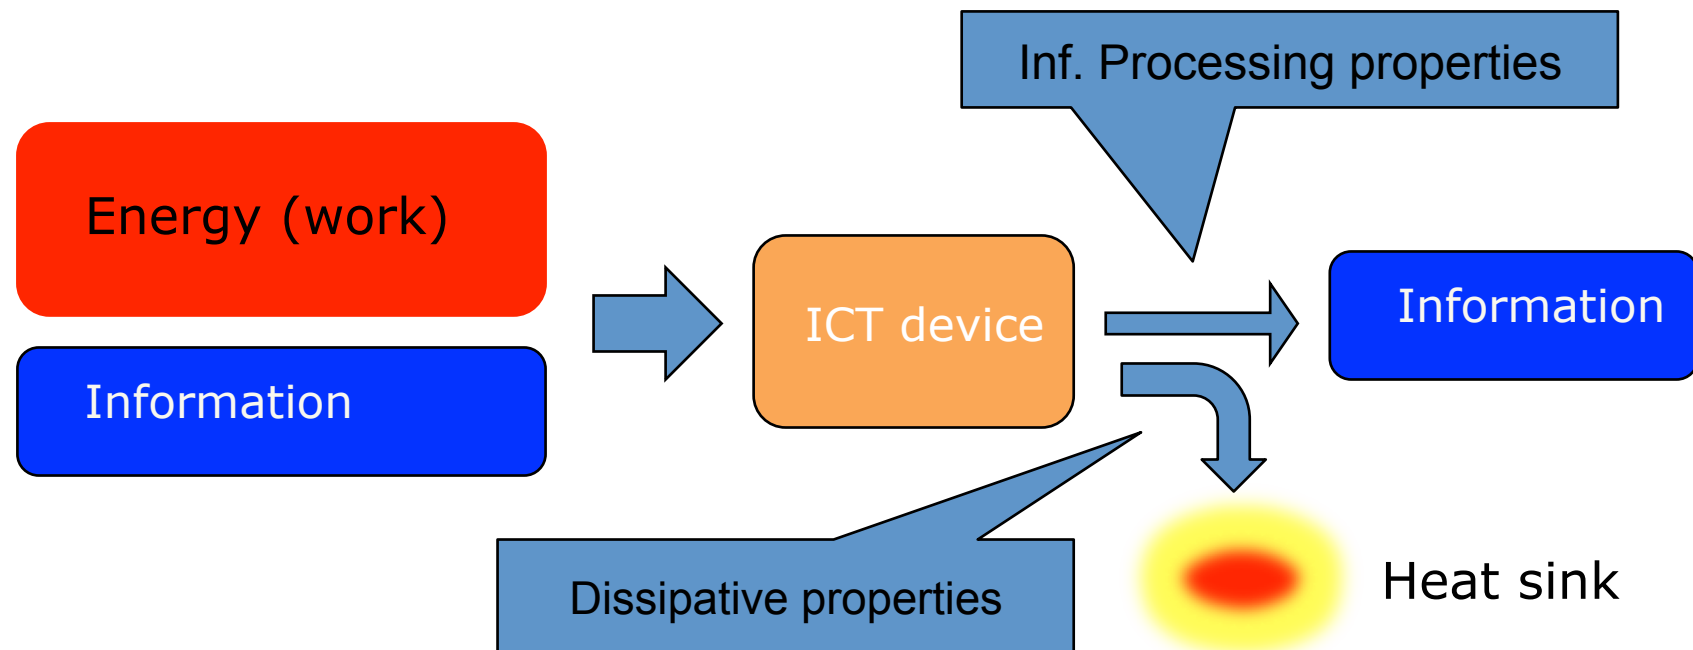 Inf. Processing properties
Energy (work)
Information
ICT device
Information
Dissipative properties
Heat sink